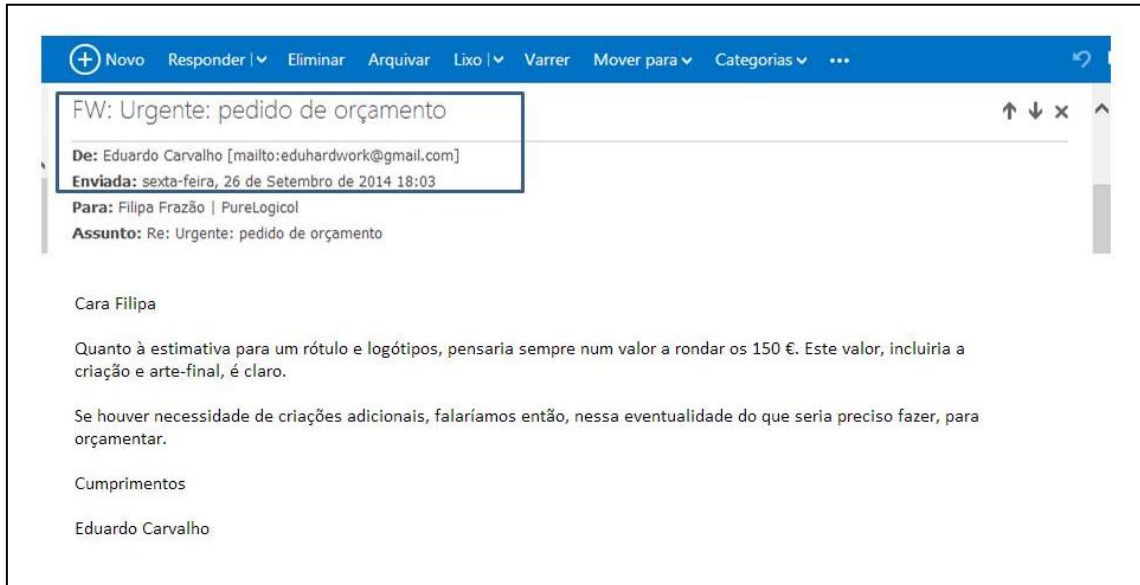 Novo Responder Eliminar Arquivar Lixo Varrer Mover para Categorias ...
FW: Urgente: pedido de orçamento
De: Eduardo Carvalho [mailto:eduhardwork@gmail.com]
Enviada: sexta-feira, 26 de Setembro de 2014 18:03
Para: Filipa Frazão | PureLogicol
Assunto: Re: Urgente: pedido de orçamento
Cara Filipa
Quanto à estimativa para um rótulo e logótipos, pensaria sempre num valor a rondar os 150 €. Este valor, incluiria a
criação e arte-final, é claro.
Se houver necessidade de criações adicionais, falaríamos então, nessa eventualidade do que seria preciso fazer, para
orçamentar.
Cumprimentos
Eduardo Carvalho